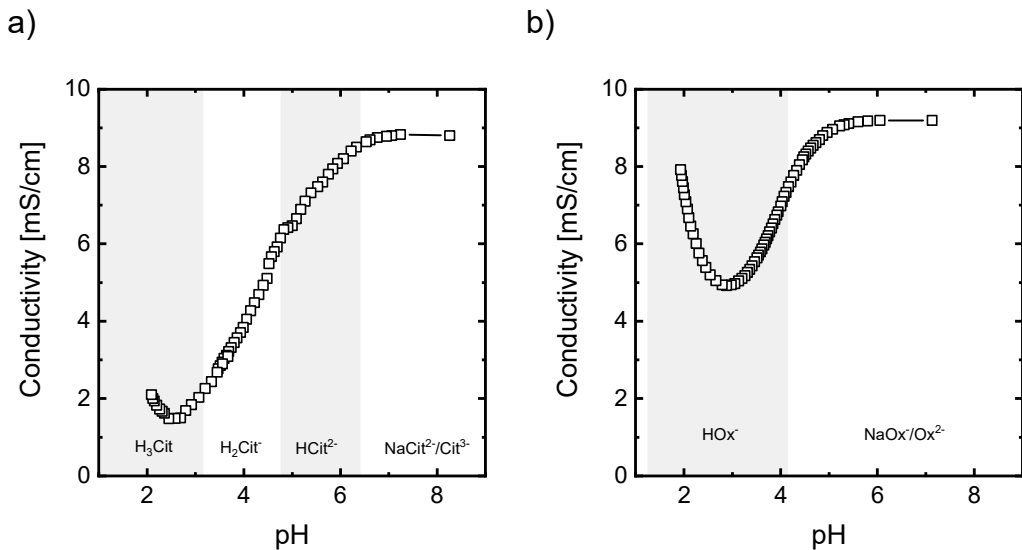 a)
10
8
6
4
2
0
Conductivity [mS/cm]
H₃Cit
H₂Cit⁻
HCit²⁻
NaCit²⁻/Cit³⁻
2
4
6
8
pH
b)
10
8
6
4
2
0
Conductivity [mS/cm]
HOx⁻
NaOx⁻/Ox²⁻
2
4
6
8
pH